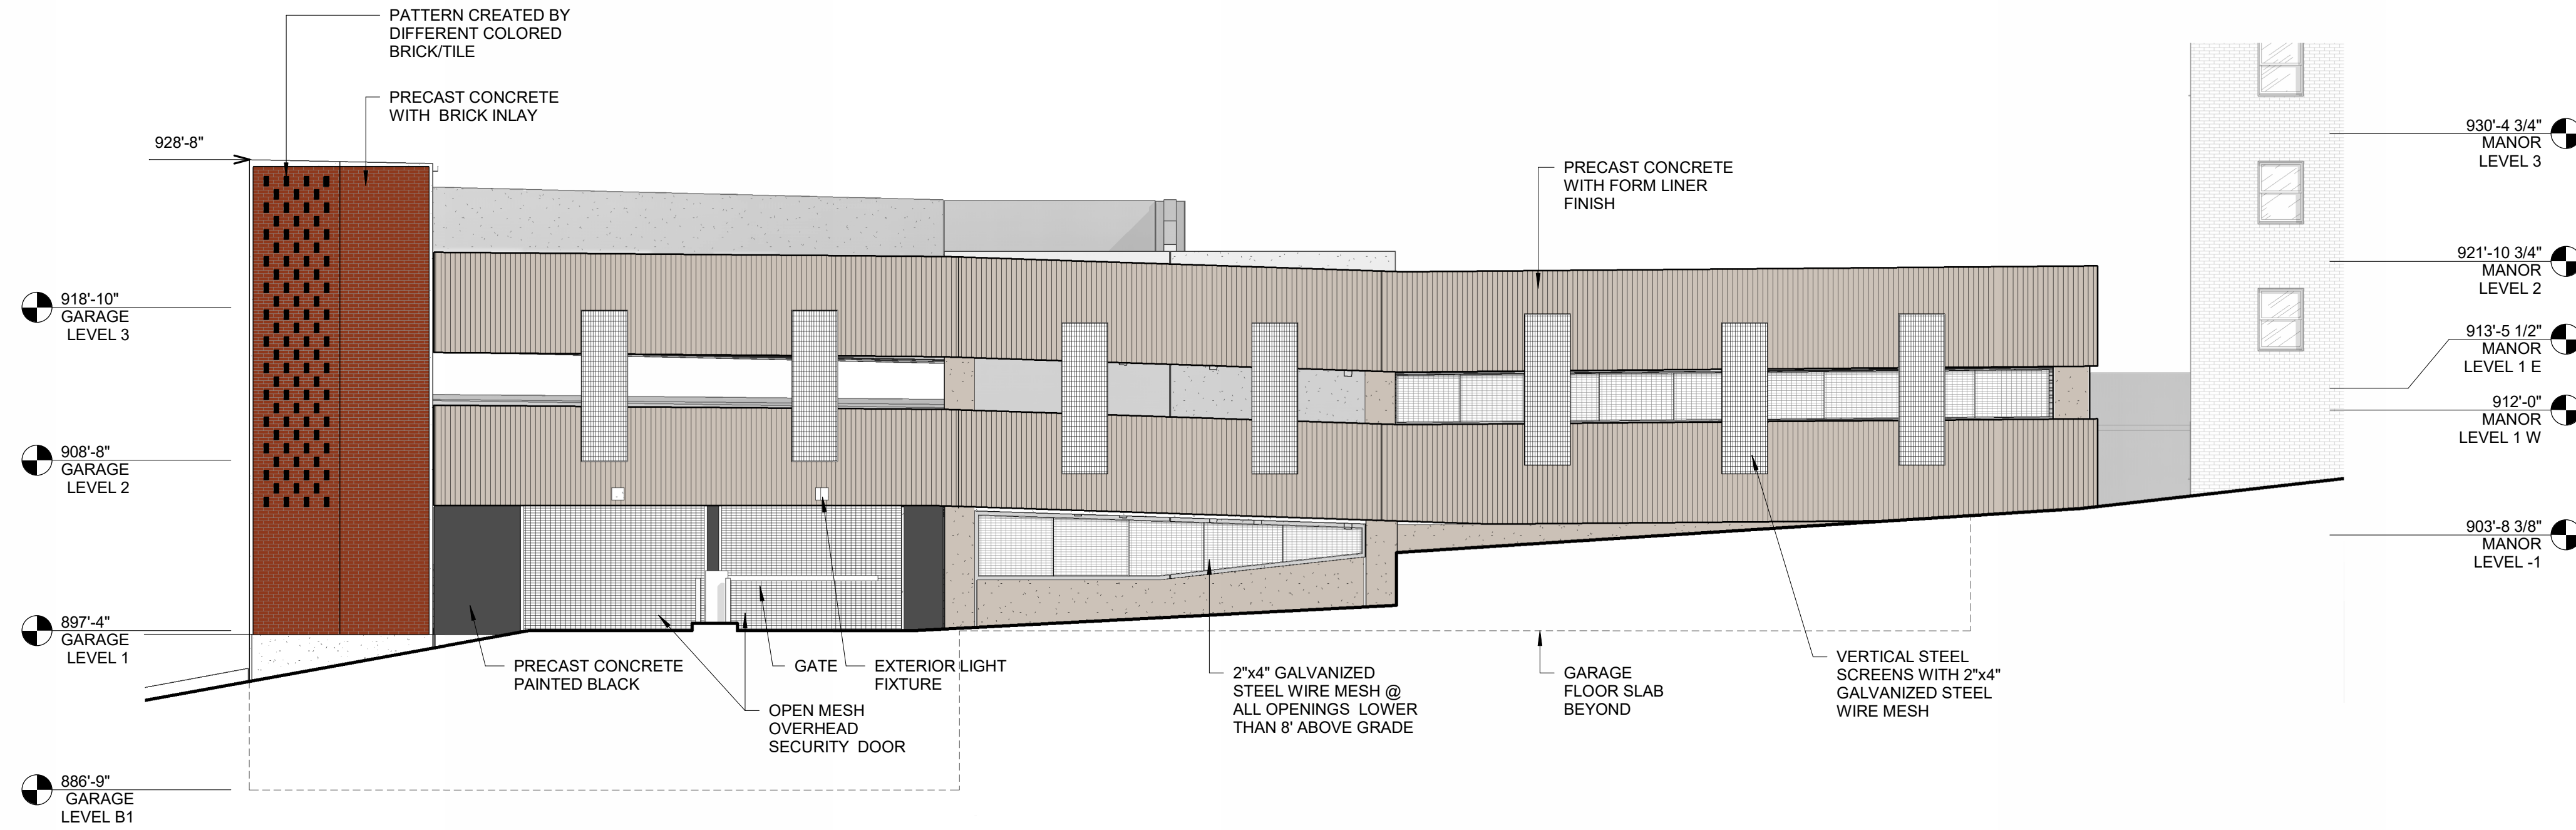 PATTERN CREATED BY
DIFFERENT COLORED
BRICK/TILE
PRECAST CONCRETE
WITH BRICK INLAY
928'-8"
918'-10"
GARAGE
LEVEL 3
908'-8"
GARAGE
LEVEL 2
897'-4"
GARAGE
LEVEL 1
886'-9"
GARAGE
LEVEL B1
PRECAST CONCRETE
PAINTED BLACK
OPEN MESH
OVERHEAD
SECURITY DOOR
GATE
EXTERIOR LIGHT
FIXTURE
2"x4" GALVANIZED
STEEL WIRE MESH @
ALL OPENINGS LOWER
THAN 8' ABOVE GRADE
PRECAST CONCRETE
WITH FORM LINER
FINISH
GARAGE
FLOOR SLAB
BEYOND
VERTICAL STEEL
SCREENS WITH 2"x4"
GALVANIZED STEEL
WIRE MESH
930'-4 3/4"
MANOR
LEVEL 3
921'-10 3/4"
MANOR
LEVEL 2
913'-5 1/2"
MANOR
LEVEL 1 E
912'-0"
MANOR
LEVEL 1 W
903'-8 3/8"
MANOR
LEVEL -1